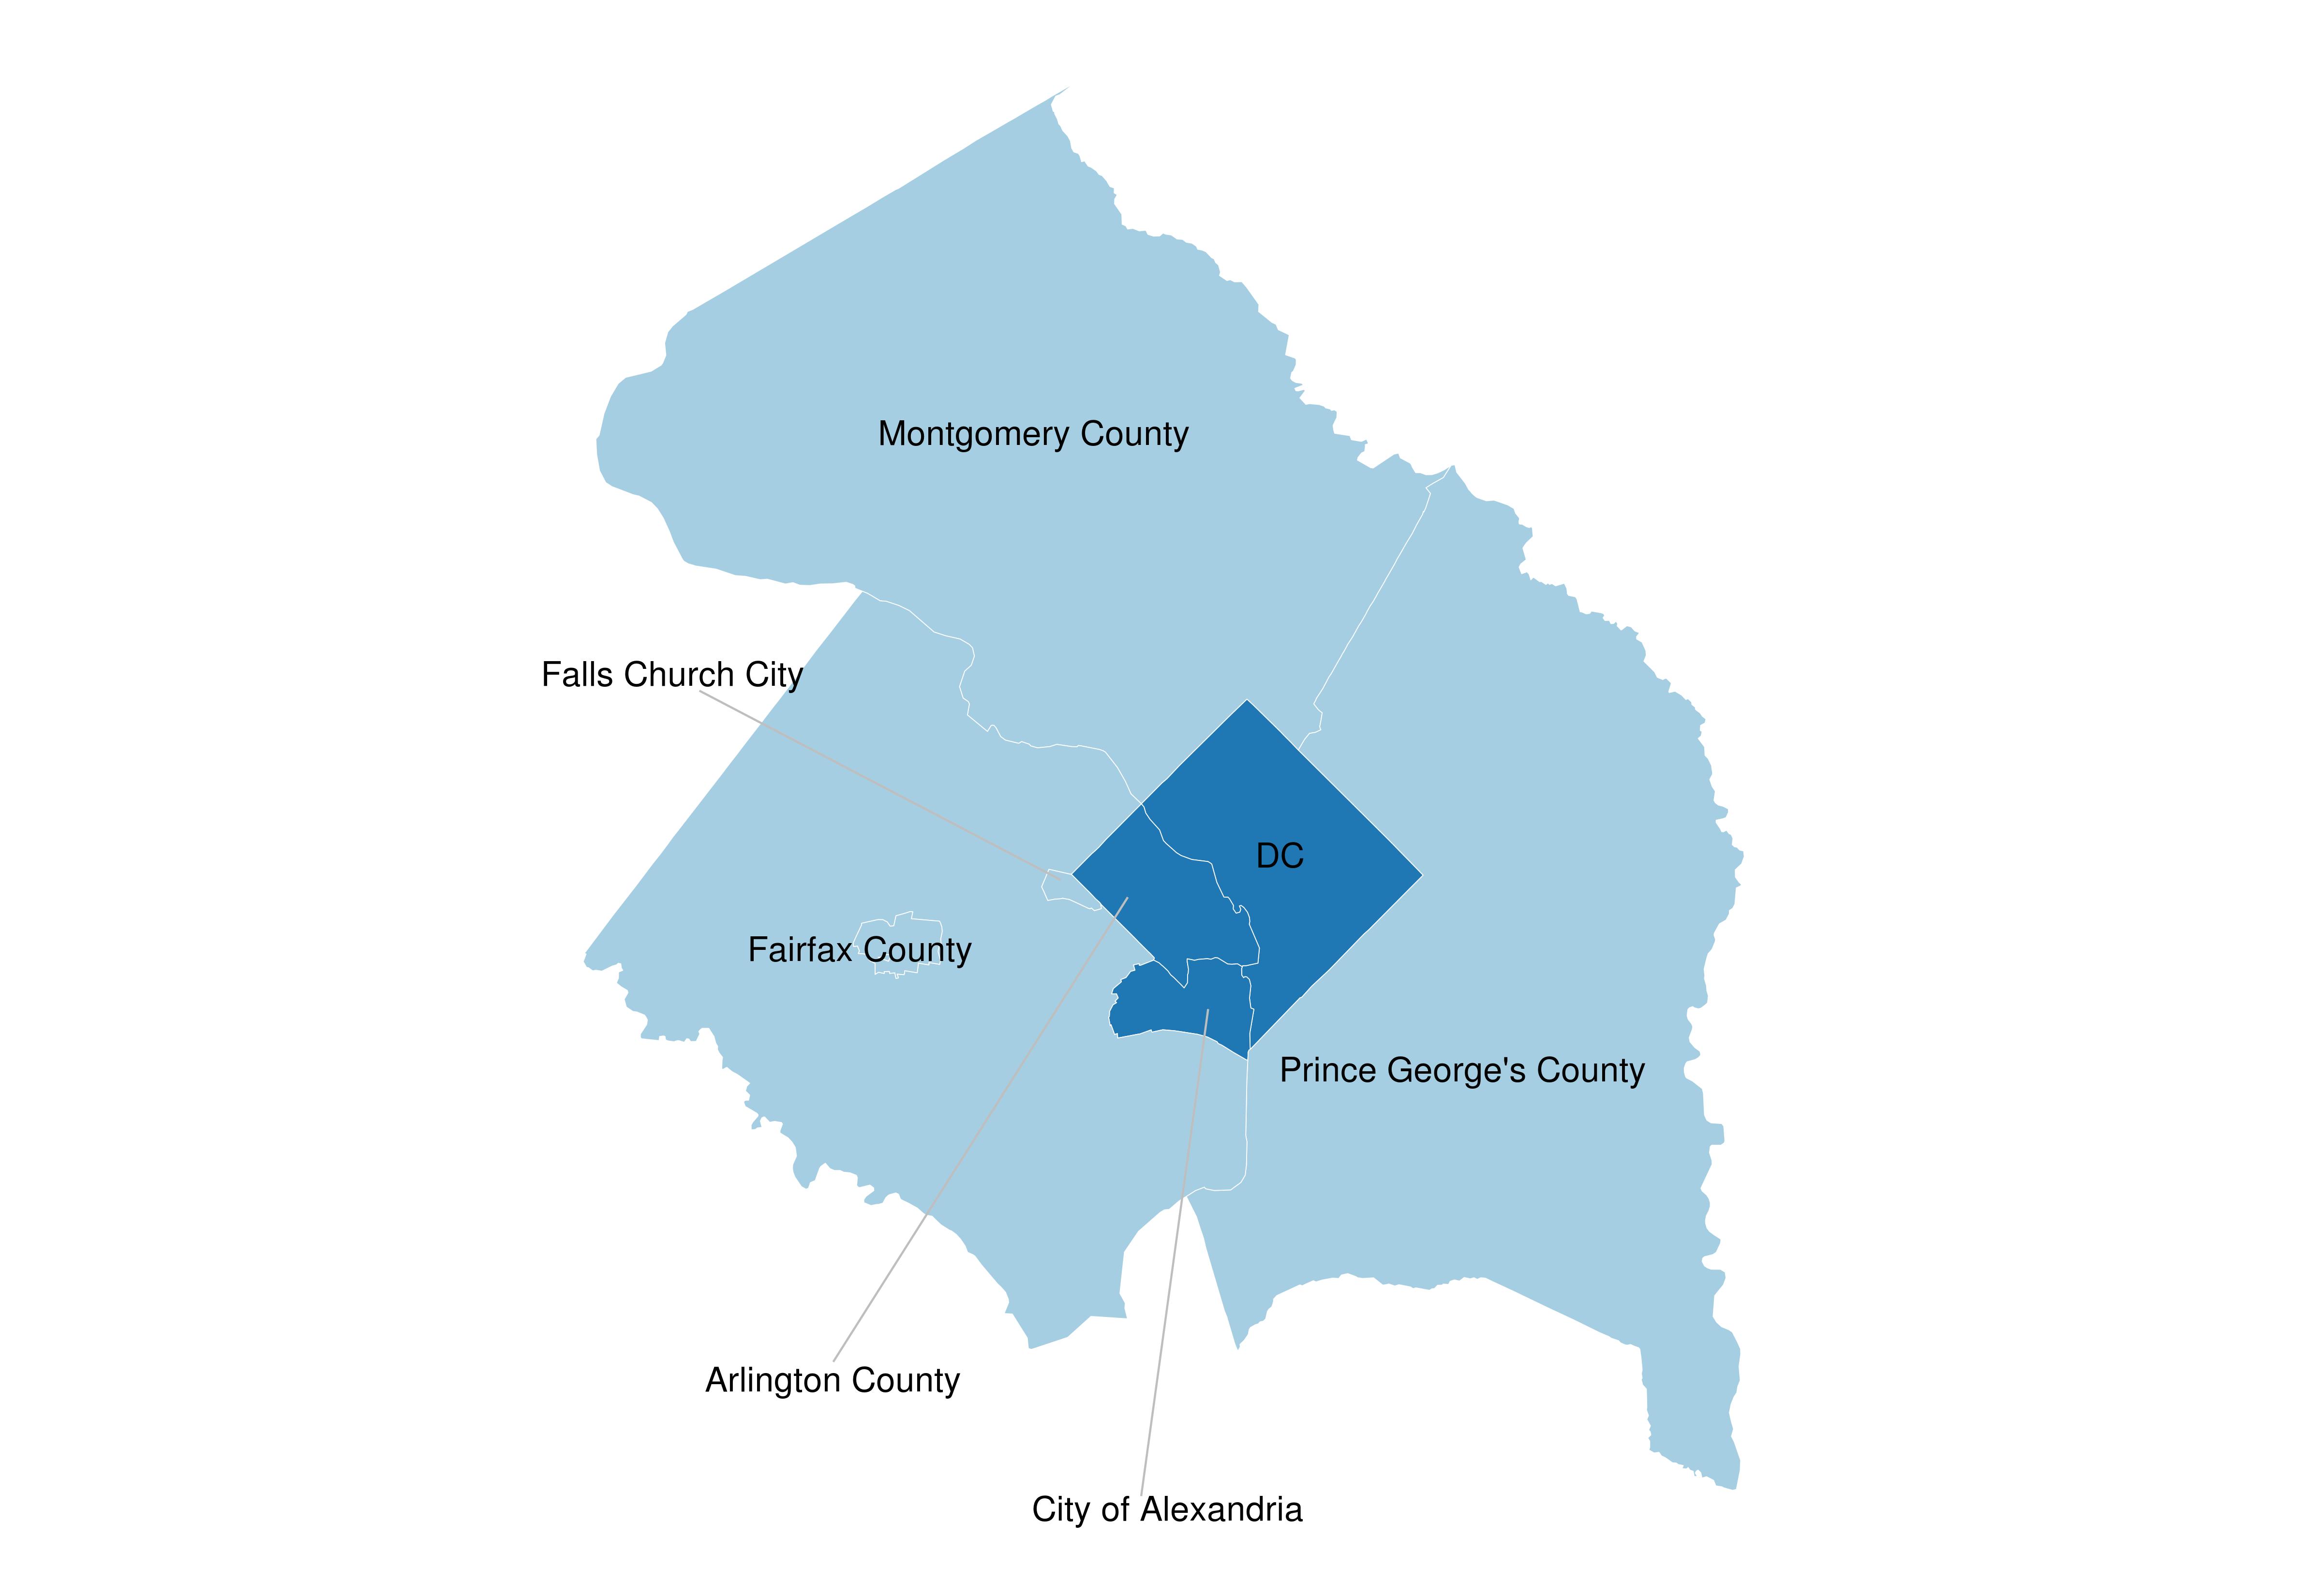 Montgomery County
Falls Church City
DC
Fairfax County
Prince George's County
Arlington County
City of Alexandria